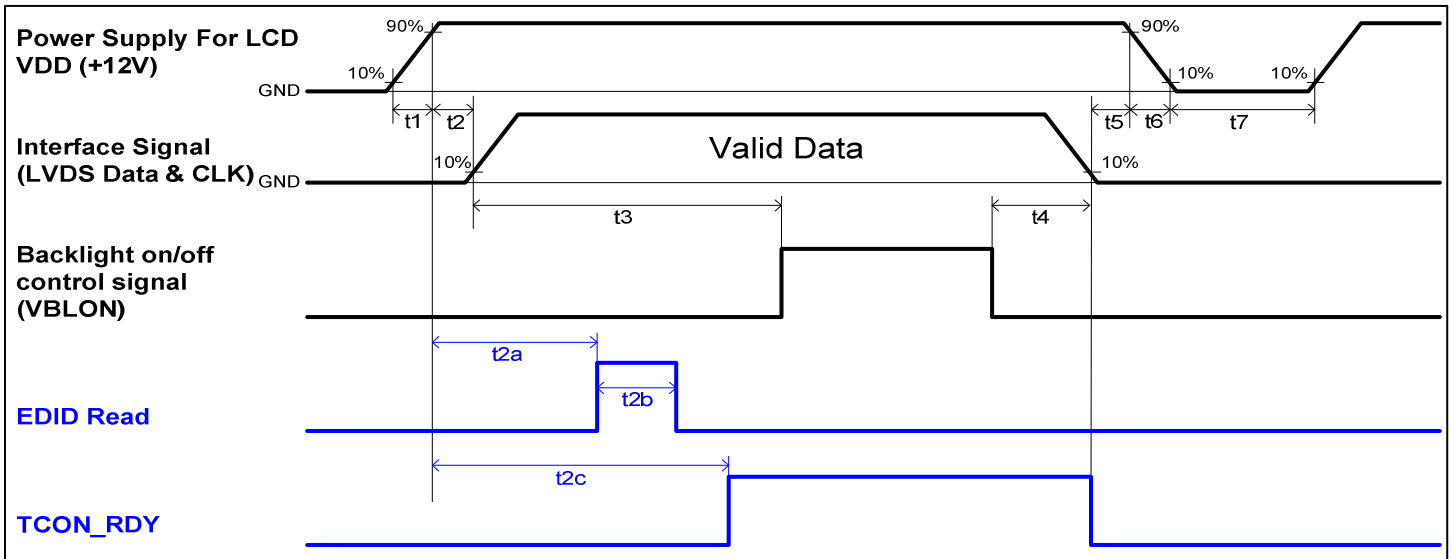 Power Supply For LCD
VDD (+12V)
90%
10%
GND
90%
10%
10%
t1
t2
t5
t6
t7
Interface Signal
(LVDS Data & CLK)
GND
10%
Valid Data
10%
t3
t4
Backlight on/off
control signal
(VBLON)
t2a
t2b
EDID Read
t2c
TCON_RDY